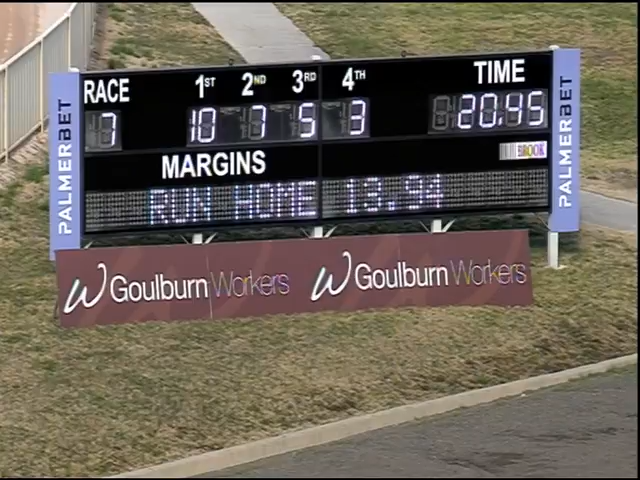 RACE 1ST 2ND 3RD 4TH TIME
7 10 7 5 3 20.45
BROOK
MARGINS
RUN HOME 13.94
PALMERBET
PALMERBET
Goulburn Workers Goulburn Workers